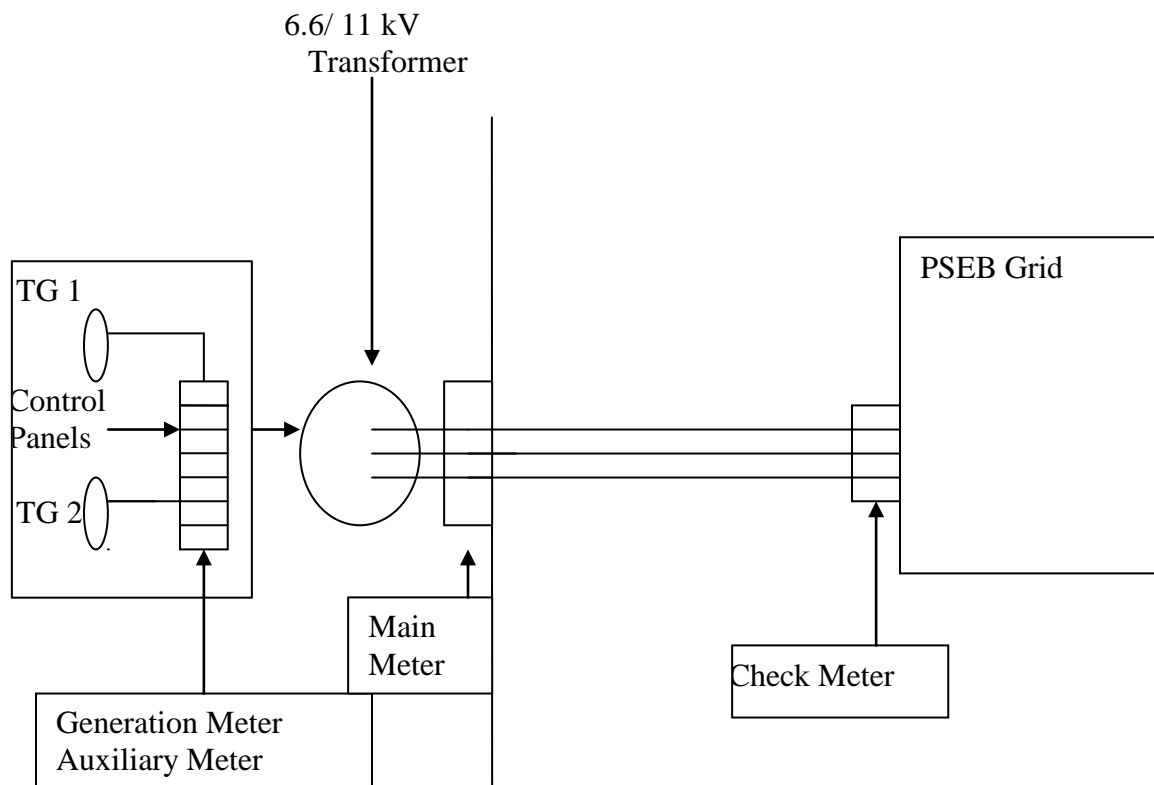 6.6/ 11 kV
Transformer
PSEB Grid
TG 1
Control
Panels
TG 2
Main
Meter
Check Meter
Generation Meter
Auxiliary Meter